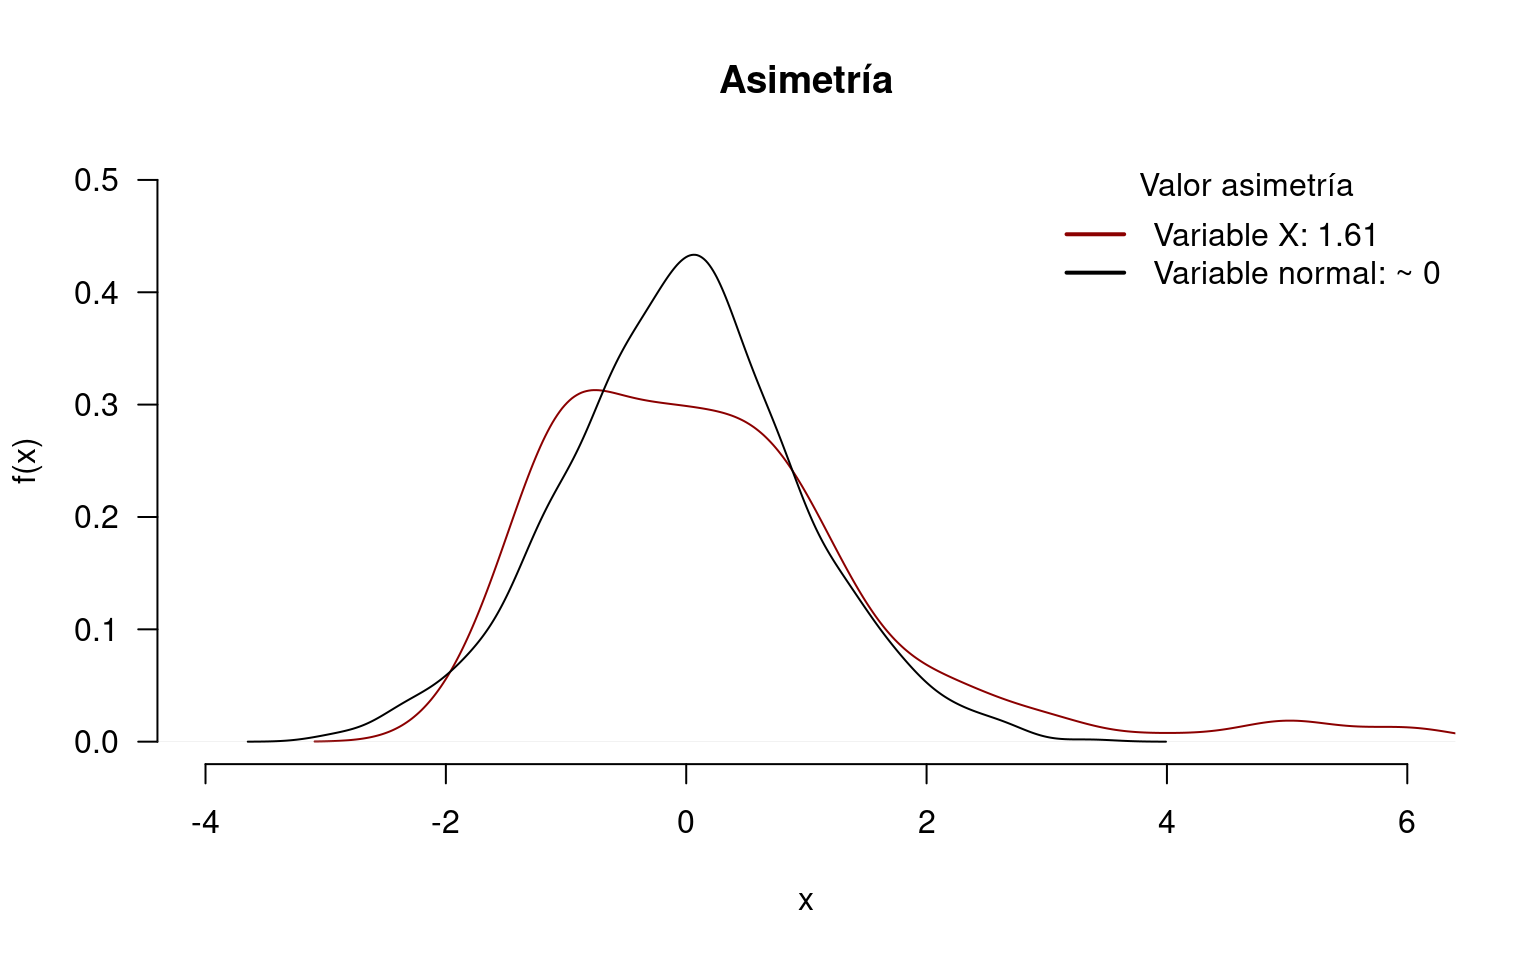 Asimetría
Valor asimetría
Variable X: 1.61
Variable normal: ~ 0
f(x)
0.5
0.4
0.3
0.2
0.1
0.0
-4 -2 0 2 4 6
x